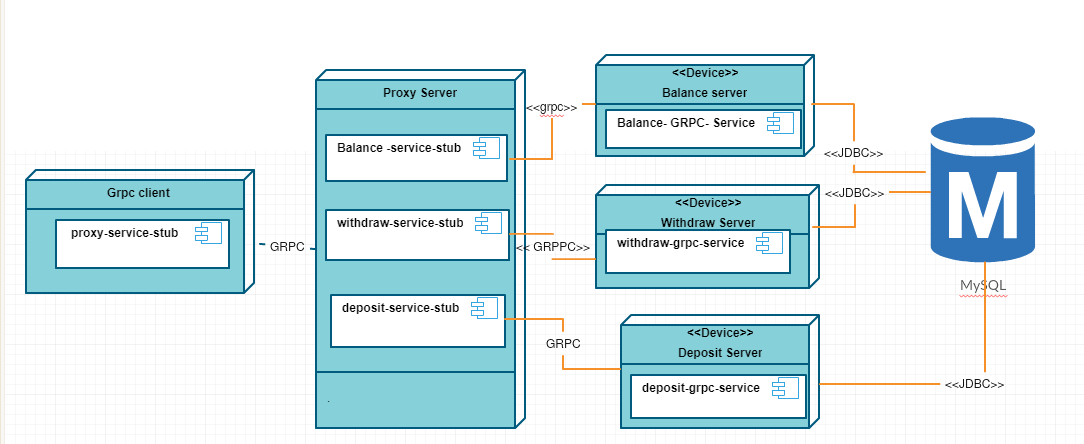 Grpc client
proxy-service-stub
GRPC
Proxy Server
Balance -service-stub
withdraw-service-stub
deposit-service-stub
.
<<grpc>>
<< GRPPC>>
GRPC
<<Device>>
Balance server
Balance- GRPC- Service
<<Device>>
Withdraw Server
withdraw-grpc-service
<<Device>>
Deposit Server
deposit-grpc-service
<<JDBC>>
<<JDBC>>
<<JDBC>>
M
MySQL